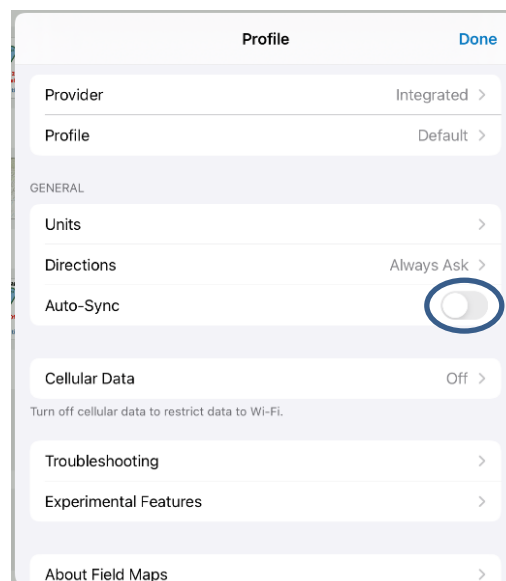 Profile
Done
Provider
Integrated
Profile
Default
GENERAL
Units
Directions
Always Ask
Auto-Sync
Cellular Data
Off
Turn off cellular data to restrict data to Wi-Fi.
Troubleshooting
Experimental Features
About Field Maps